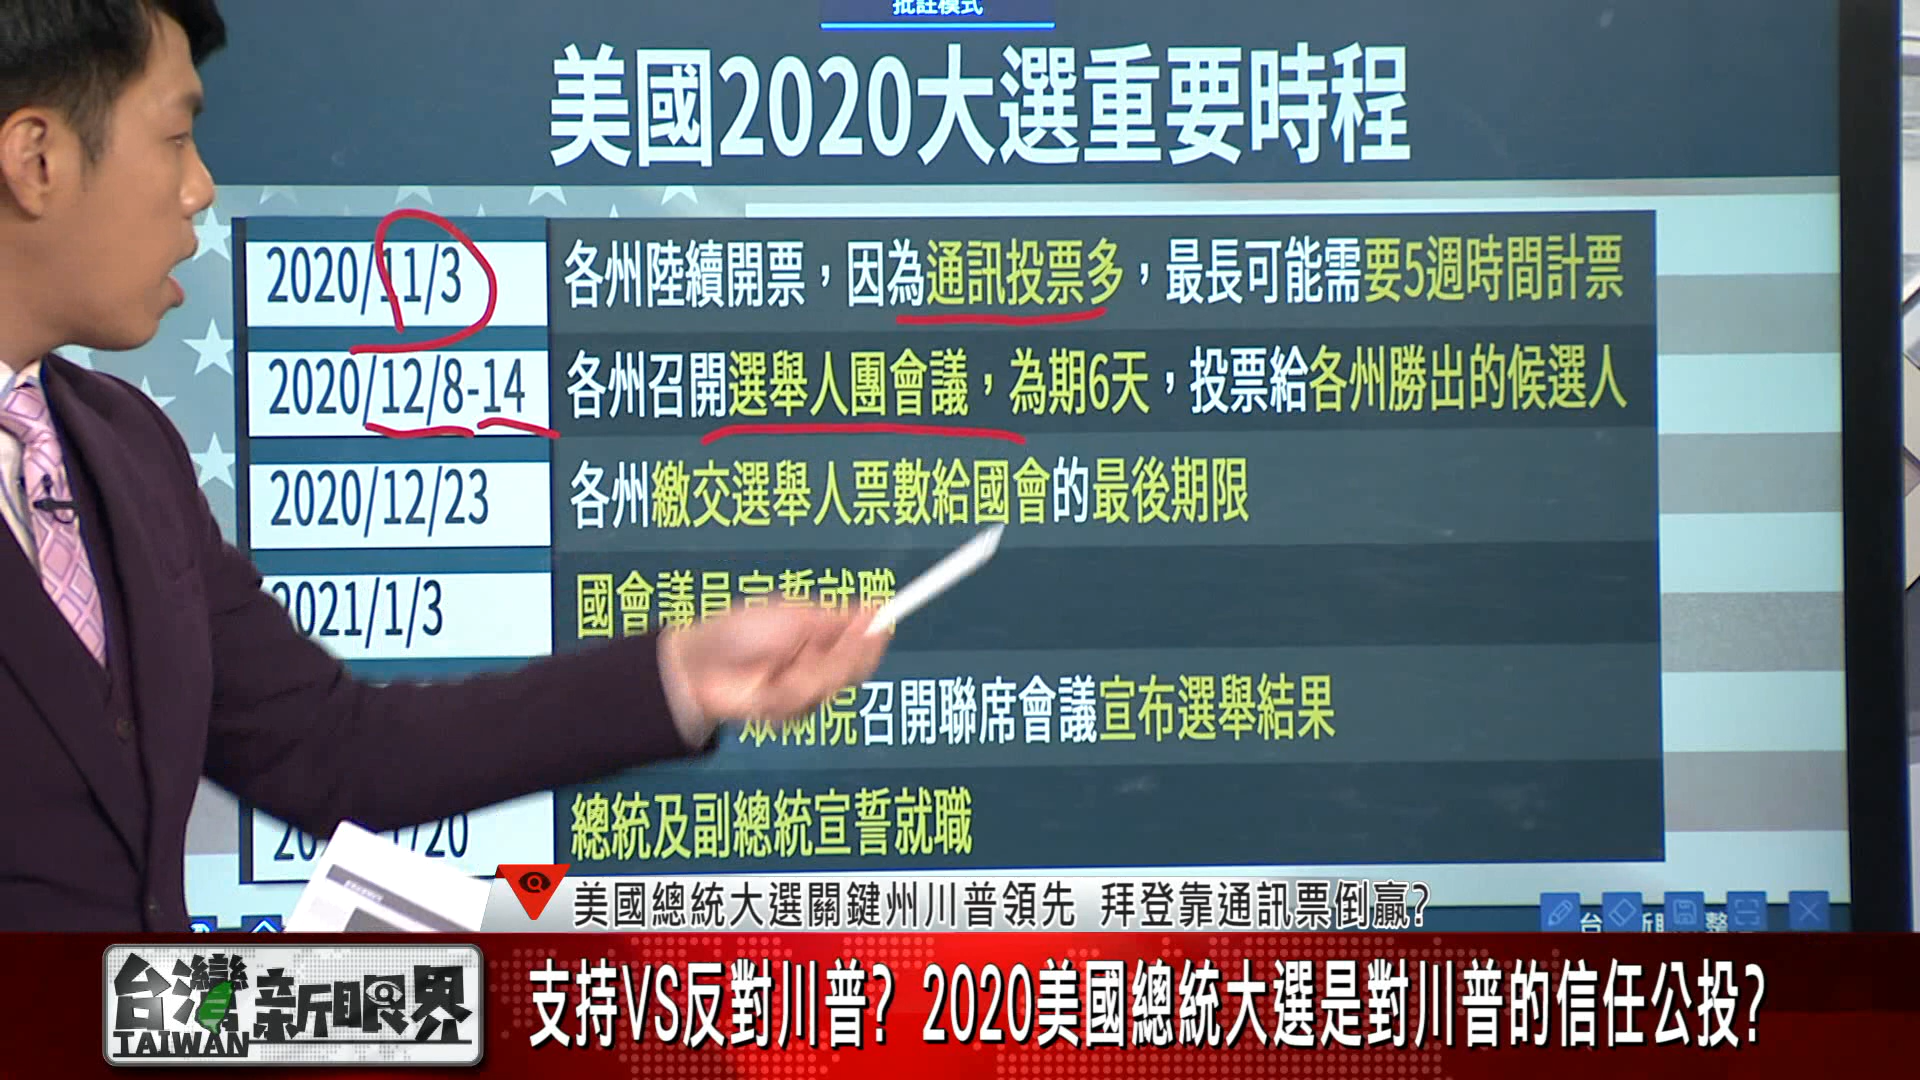 批註模式
美國2020大選重要時程
2020/11/3 各州陸續開票，因為通訊投票多，最長可能需要5週時間計票
2020/12/8-14 各州召開選舉人團會議，為期6天，投票給各州勝出的候選人
2020/12/23 各州繳交選舉人票數給國會的最後期限
2021/1/3 國會議員宣誓就職
眾兩院召開聯席會議宣布選舉結果
總統及副總統宣誓就職
美國總統大選關鍵州川普領先 拜登靠通訊票倒贏?
台灣新眼界
TAIWAN
支持VS反對川普? 2020美國總統大選是對川普的信任公投?